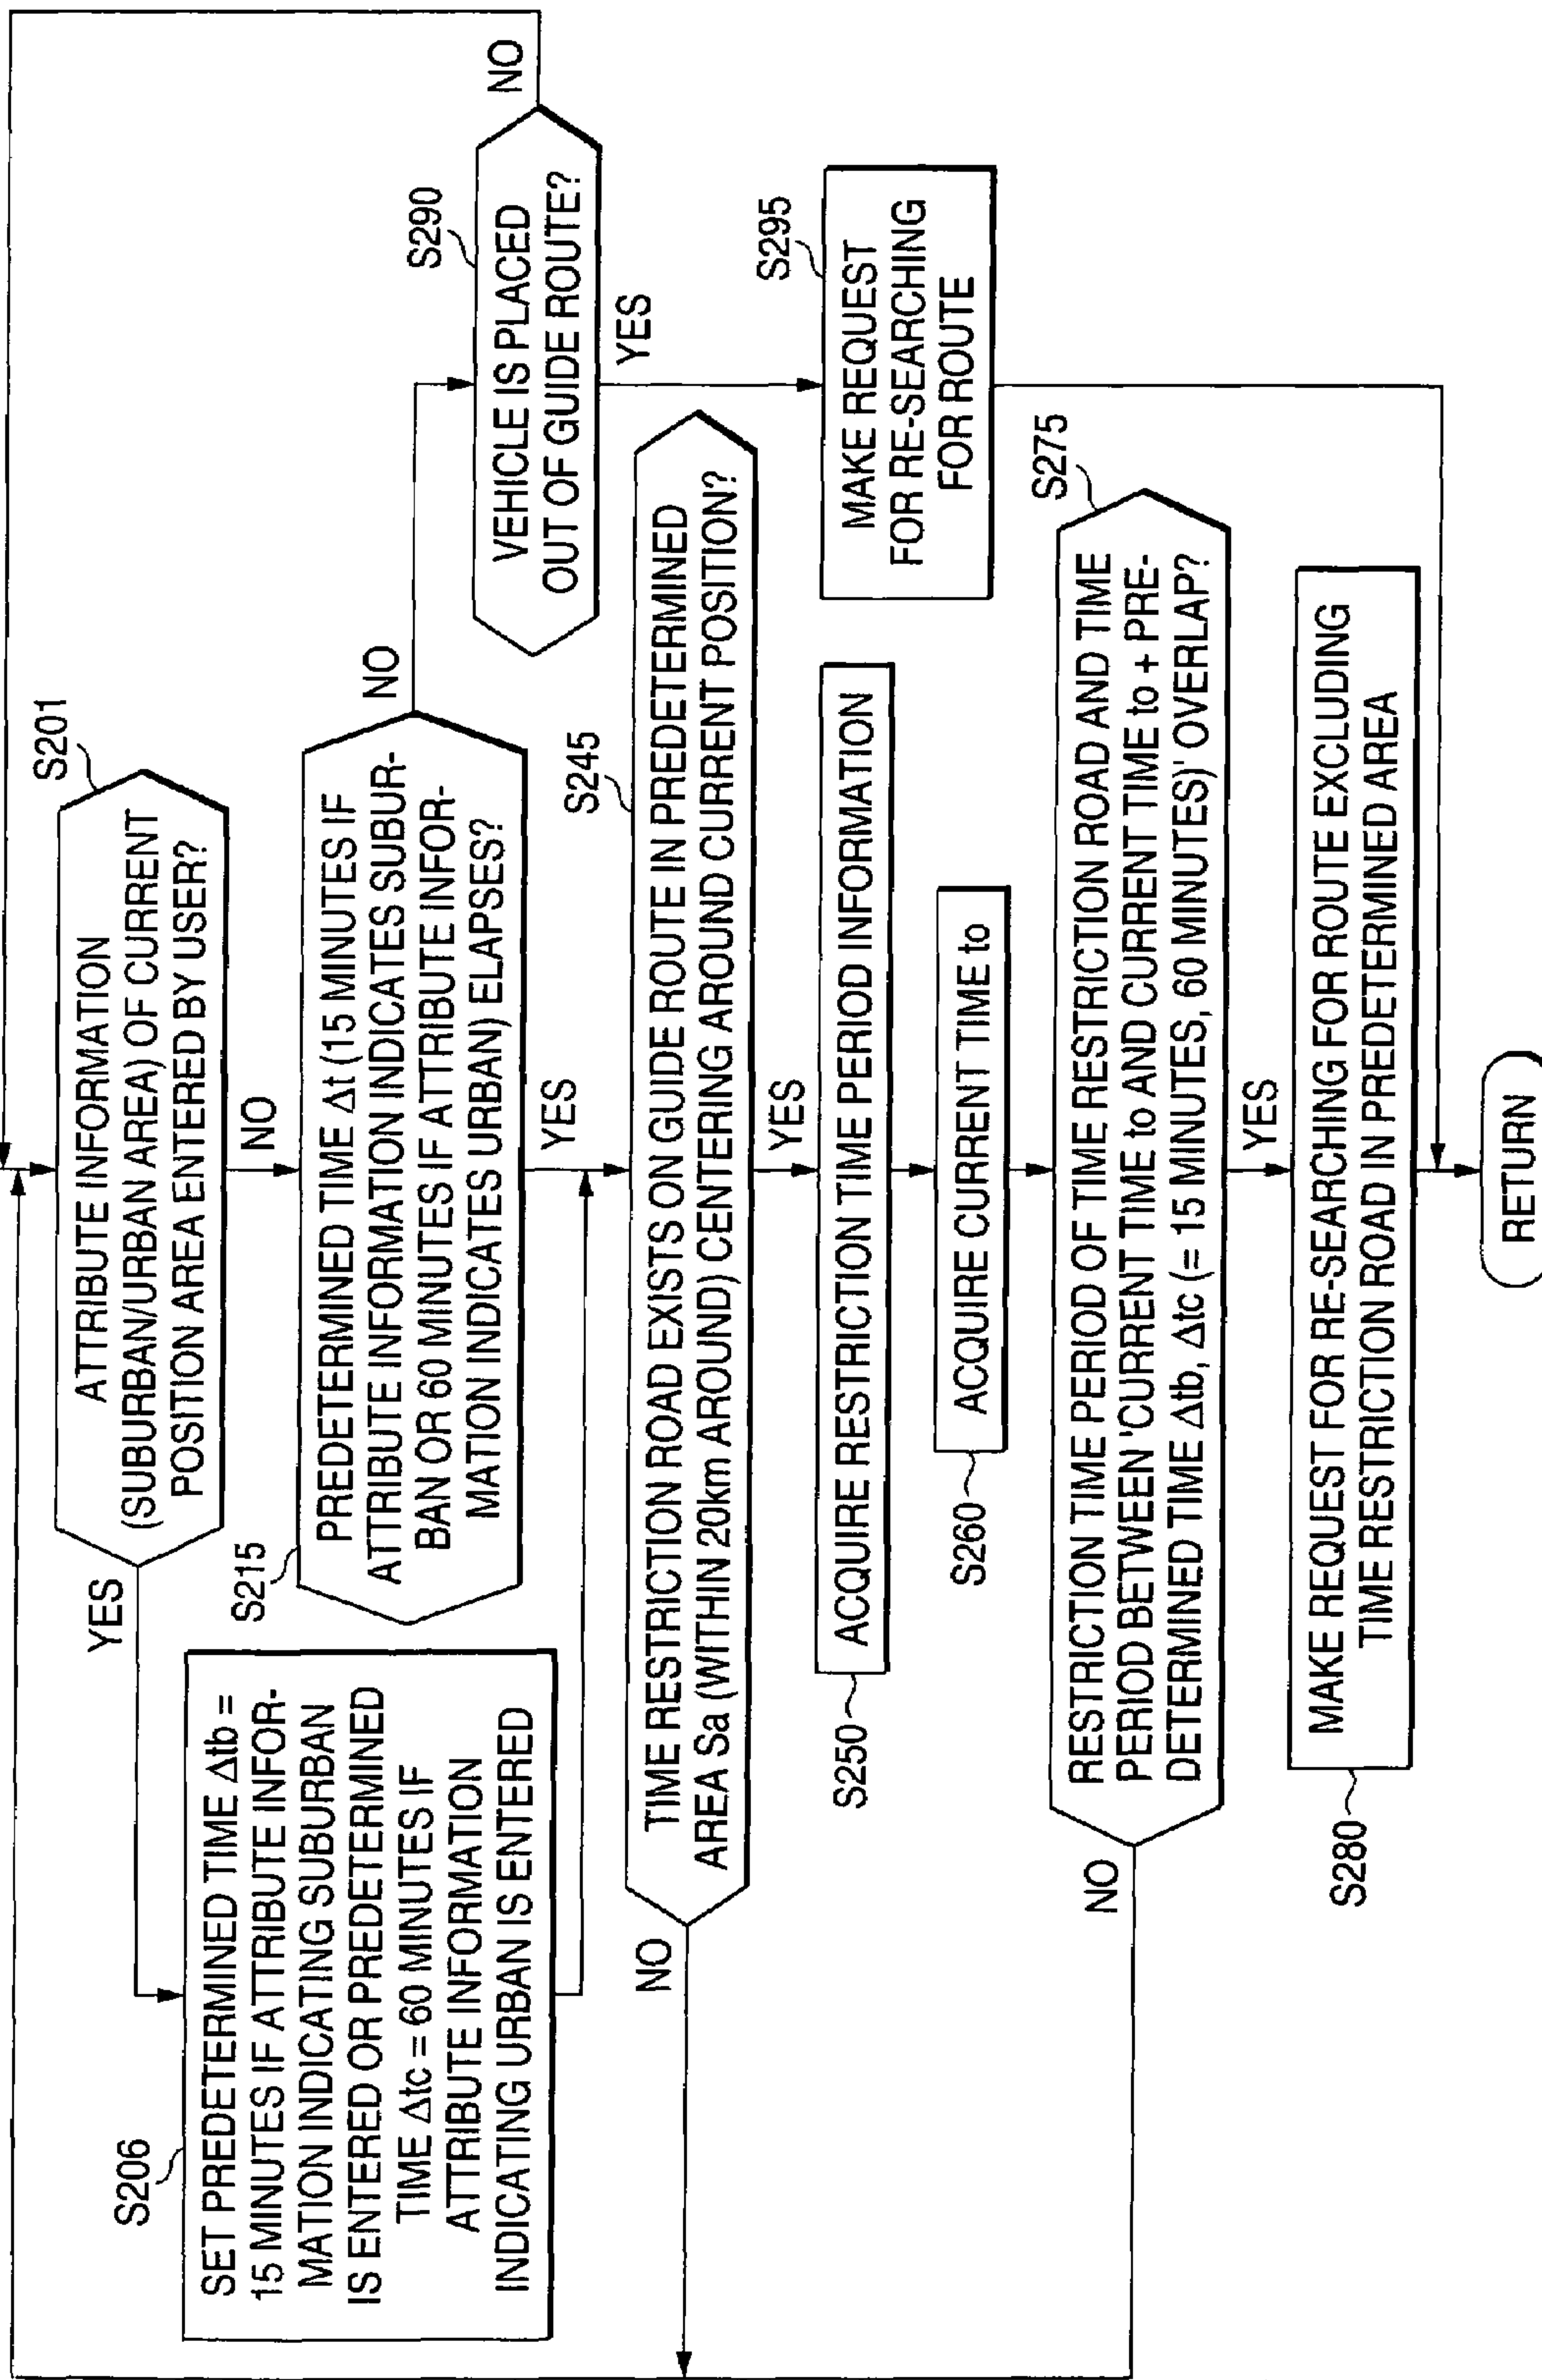 S201
ATTRIBUTE INFORMATION
(SUBURBAN/URBAN AREA) OF CURRENT
POSITION AREA ENTERED BY USER?
YES
NO
S206
SET PREDETERMINED TIME Δtb =
15 MINUTES IF ATTRIBUTE INFOR-
MATION INDICATING SUBURBAN
IS ENTERED OR PREDETERMINED
TIME Δtc = 60 MINUTES IF
ATTRIBUTE INFORMATION
INDICATING URBAN IS ENTERED
S215
PREDETERMINED TIME Δt (15 MINUTES IF
ATTRIBUTE INFORMATION INDICATES SUBUR-
BAN OR 60 MINUTES IF ATTRIBUTE INFOR-
MATION INDICATES URBAN) ELAPSES?
NO
YES
S290
VEHICLE IS PLACED
OUT OF GUIDE ROUTE?
NO
YES
S245
TIME RESTRICTION ROAD EXISTS ON GUIDE ROUTE IN PREDETERMINED
AREA Sa (WITHIN 20km AROUND) CENTERING AROUND CURRENT POSITION?
NO
YES
S295
MAKE REQUEST
FOR RE-SEARCHING
FOR ROUTE
S250
ACQUIRE RESTRICTION TIME PERIOD INFORMATION
S260
ACQUIRE CURRENT TIME to
S275
RESTRICTION TIME PERIOD OF TIME RESTRICTION ROAD AND TIME
PERIOD BETWEEN 'CURRENT TIME to AND CURRENT TIME to + PRE-
DETERMINED TIME Δtb, Δtc (= 15 MINUTES, 60 MINUTES)' OVERLAP?
NO
YES
S280
MAKE REQUEST FOR RE-SEARCHING FOR ROUTE EXCLUDING
TIME RESTRICTION ROAD IN PREDETERMINED AREA
RETURN